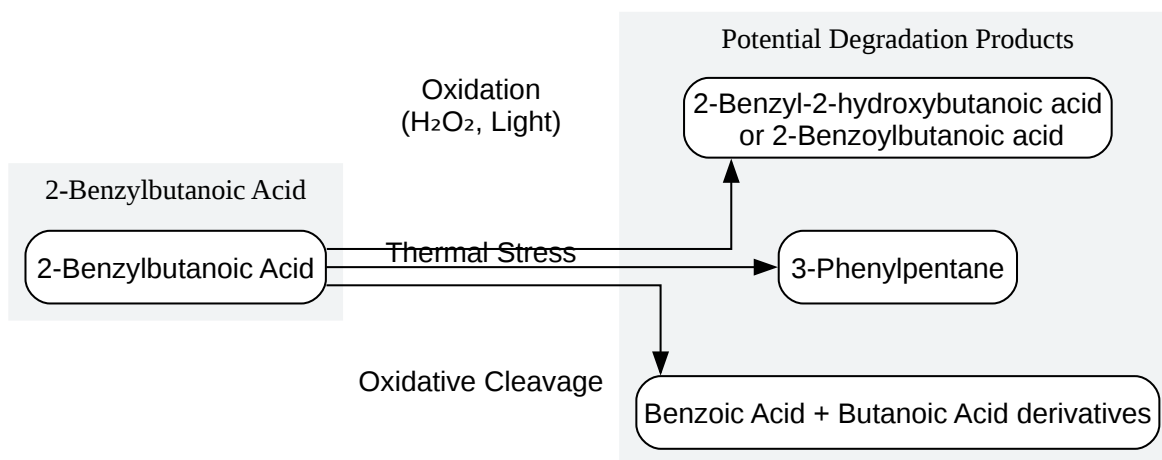 Potential Degradation Products
Oxidation
(H₂O₂, Light)
2-Benzyl-2-hydroxybutanoic acid
or 2-Benzoylbutanoic acid
2-Benzylbutanoic Acid
2-Benzylbutanoic Acid
Thermal Stress
3-Phenylpentane
Oxidative Cleavage
Benzoic Acid + Butanoic Acid derivatives